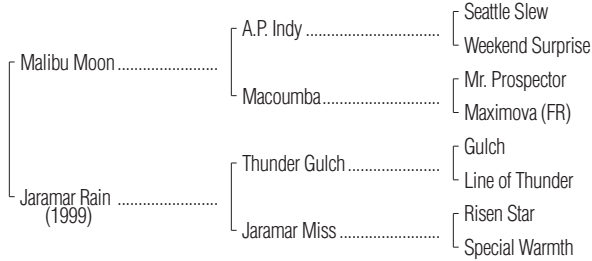 Seattle Slew
A.P. Indy ..........................
Weekend Surprise
Malibu Moon ....................
Mr. Prospector
Macoumba.......................
Maximova (FR)
Gulch
Thunder Gulch..................
Line of Thunder
Jaramar Rain ....................
(1999)
Risen Star
Jaramar Miss ....................
Special Warmth